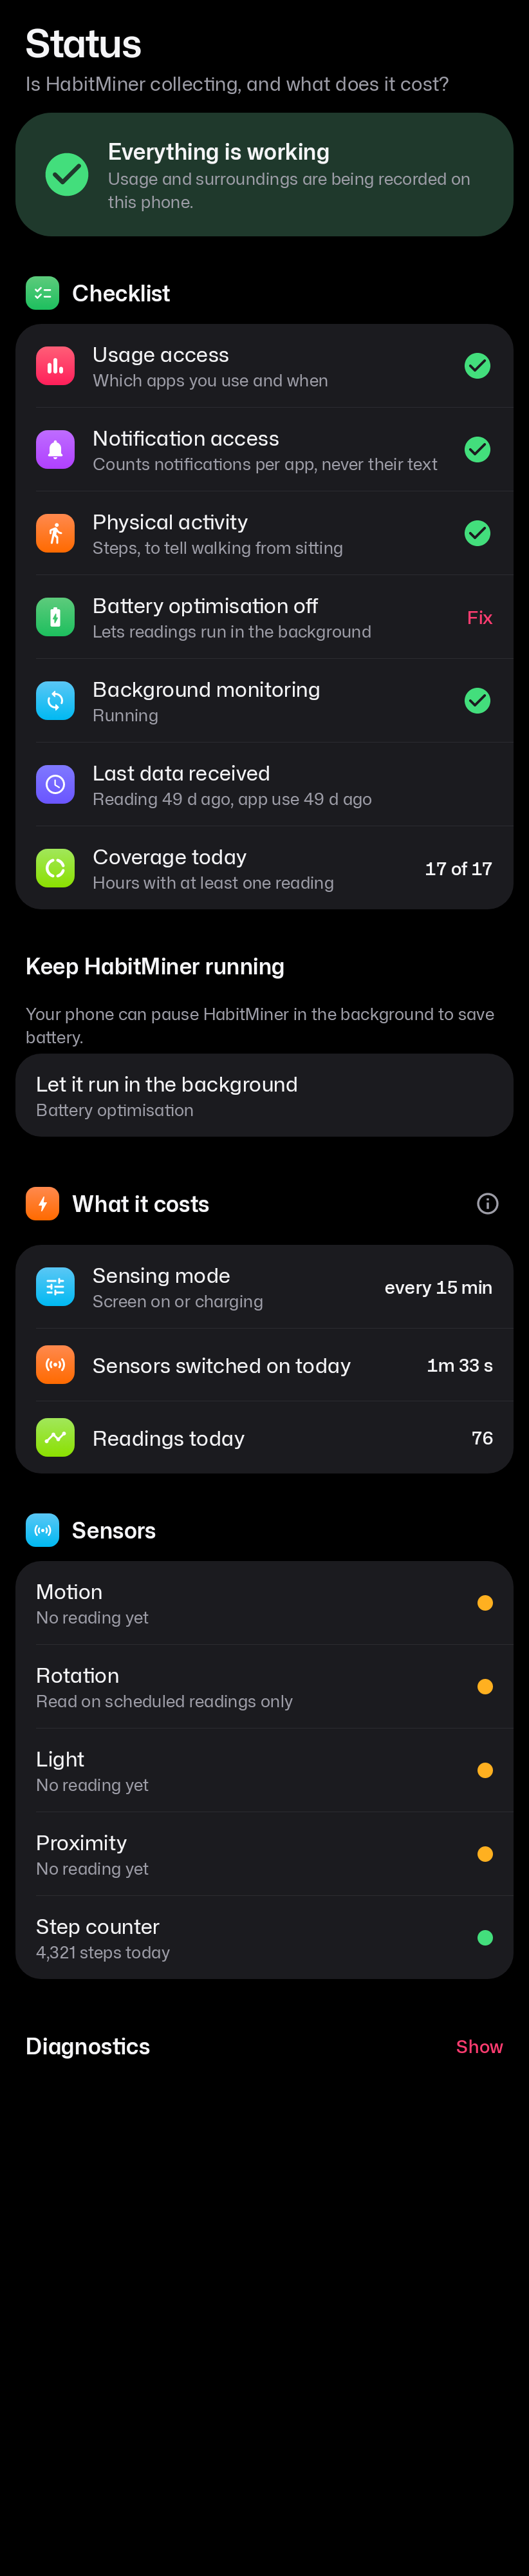 Status
Is HabitMiner collecting, and what does it cost?
Everything is working
Usage and surroundings are being recorded on
this phone.
Checklist
Usage access
Which apps you use and when
Notification access
Counts notifications per app, never their text
Physical activity
Steps, to tell walking from sitting
Battery optimisation off
Lets readings run in the background
Fix
Background monitoring
Running
Last data received
Reading 49 d ago, app use 49 d ago
Coverage today
Hours with at least one reading
17 of 17
Keep HabitMiner running
Your phone can pause HabitMiner in the background to save
battery.
Let it run in the background
Battery optimisation
What it costs
Sensing mode
Screen on or charging
every 15 min
Sensors switched on today
1m 33 s
Readings today
76
Sensors
Motion
No reading yet
Rotation
Read on scheduled readings only
Light
No reading yet
Proximity
No reading yet
Step counter
4,321 steps today
Diagnostics
Show